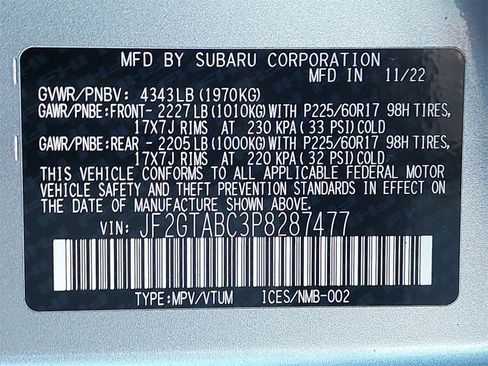 MFD BY SUBARU CORPORATION
MFD IN 11/22
GVWR/PNBV: 4343LB (1970KG)
GAWR/PNBE:FRONT- 2227LB (1010KG)WITH P225/60R17 98H TIRES,
17X7J RIMS AT 230 KPA (33 PSI)COLD
GAWR/PNBE:REAR - 2205LB (1000KG)WITH P225/60R17 98H TIRES,
17X7J RIMS AT 220 KPA (32 PSI)COLD
THIS VEHICLE CONFORMS TO ALL APPLICABLE FEDERAL MOTOR
VEHICLE SAFETY AND THEFT PREVENTION STANDARDS IN EFFECT
ON THE DATE OF MANUFACTURE SHOWN ABOVE.
VIN: JF2GTABC3P8287477
TYPE:MPV/VTUM ICES/NMB-002